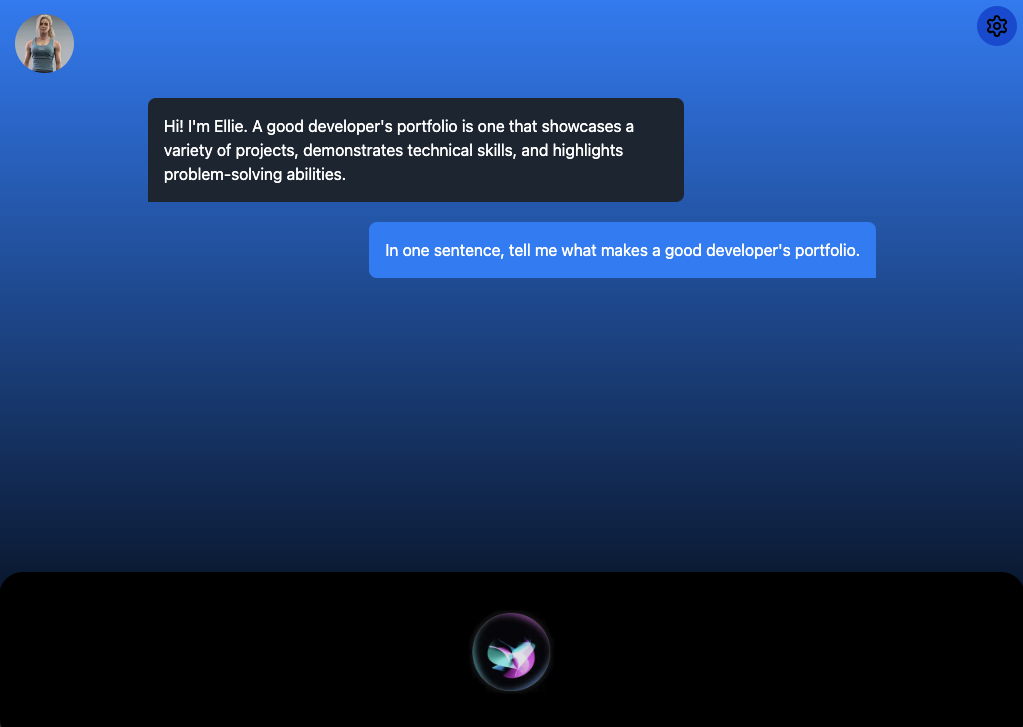 Hi! I'm Ellie. A good developer's portfolio is one that showcases a
variety of projects, demonstrates technical skills, and highlights
problem-solving abilities.
In one sentence, tell me what makes a good developer's portfolio.